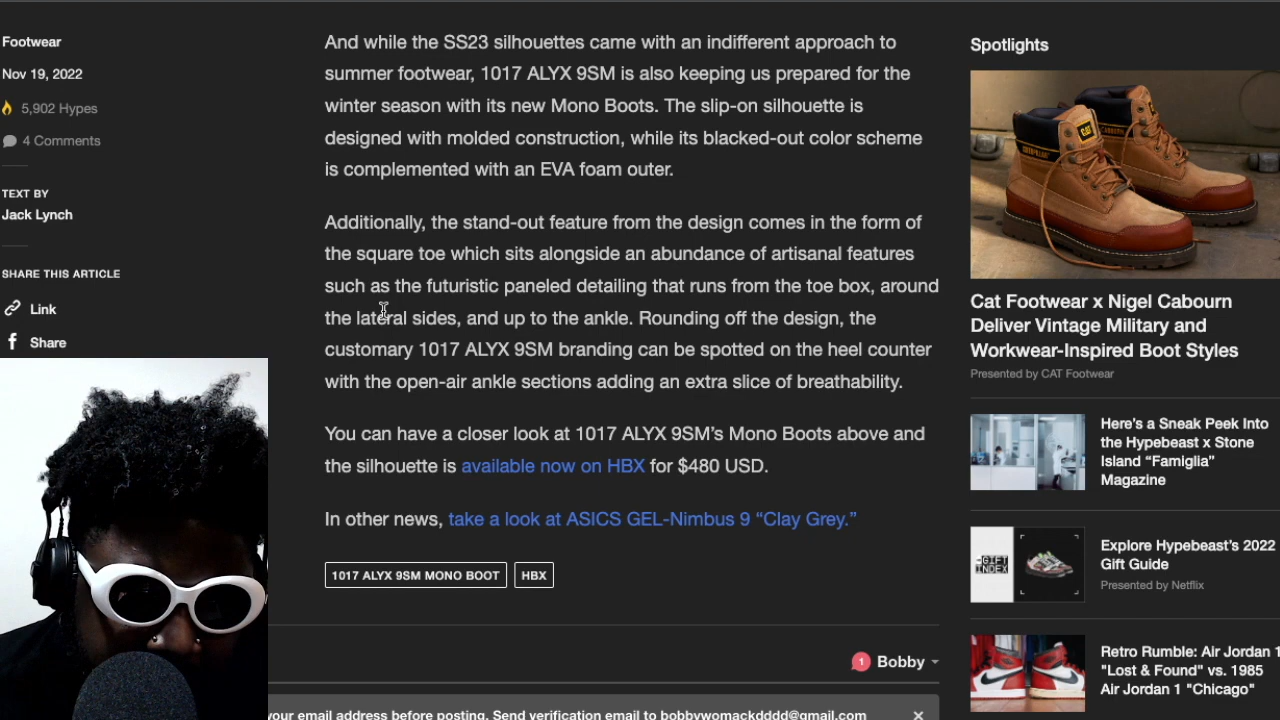 Footwear
Nov 19, 2022
5,902 Hypes
4 Comments
TEXT BY
Jack Lynch
SHARE THIS ARTICLE
Link
Share
And while the SS23 silhouettes came with an indifferent approach to
summer footwear, 1017 ALYX 9SM is also keeping us prepared for the
winter season with its new Mono Boots. The slip-on silhouette is
designed with molded construction, while its blacked-out color scheme
is complemented with an EVA foam outer.
Additionally, the stand-out feature from the design comes in the form of
the square toe which sits alongside an abundance of artisanal features
such as the futuristic paneled detailing that runs from the toe box, around
the lateral sides, and up to the ankle. Rounding off the design, the
customary 1017 ALYX 9SM branding can be spotted on the heel counter
with the open-air ankle sections adding an extra slice of breathability.
You can have a closer look at 1017 ALYX 9SM’s Mono Boots above and
the silhouette is available now on HBX for $480 USD.
In other news, take a look at ASICS GEL-Nimbus 9 “Clay Grey.”
1017 ALYX 9SM MONO BOOT HBX
1 Bobby
your email address before posting. Send verification email to bobbywomackdddd@gmail.com
Spotlights
CAT
Cat Footwear x Nigel Cabourn
Deliver Vintage Military and
Workwear-Inspired Boot Styles
Presented by CAT Footwear
Here’s a Sneak Peek Into
the Hypebeast x Stone
Island “Famiglia”
Magazine
GIFT
INDEX
Explore Hypebeast’s 2022
Gift Guide
Presented by Netflix
Retro Rumble: Air Jordan 1
"Lost & Found" vs. 1985
Air Jordan 1 "Chicago"